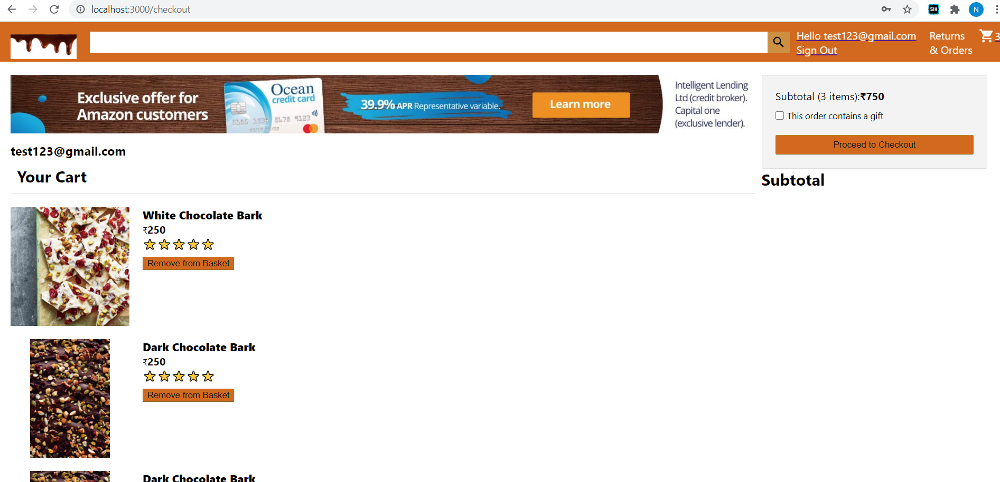 localhost:3000/checkout
SIH
N
Hello test123@gmail.com
Sign Out
Returns
& Orders
3
Exclusive offer for
Amazon customers
Ocean
credit card
39.9% APR Representative variable.
Learn more
Intelligent Lending
Ltd (credit broker).
Capital one
(exclusive lender).
Subtotal (3 items):₹750
This order contains a gift
Proceed to Checkout
Subtotal
test123@gmail.com
Your Cart
White Chocolate Bark
₹250
Remove from Basket
Dark Chocolate Bark
₹250
Remove from Basket
Dark Chocolate Bark